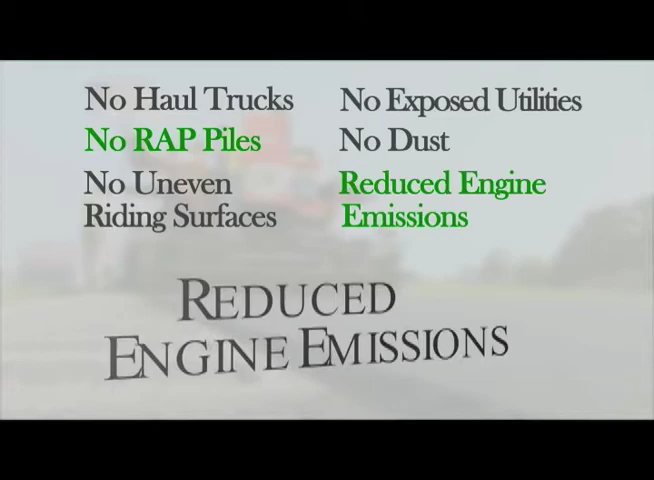 No Haul Trucks
No RAP Piles
No Uneven
Riding Surfaces
No Exposed Utilities
No Dust
Reduced Engine
Emissions
REDUCED
ENGINE EMISSIONS